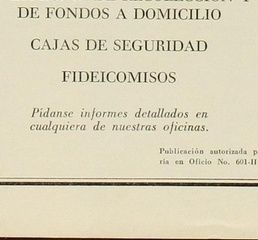 DE FONDOS A DOMICILIO
CAJAS DE SEGURIDAD
FIDEICOMISOS
Pídanse informes detallados en
cualquiera de nuestras oficinas.
Publicación autorizada p
ria en Oficio No. 601-II